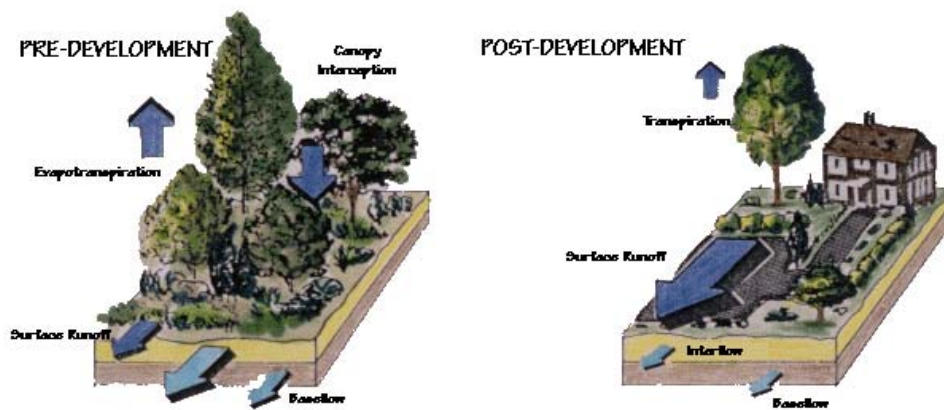 PRE-DEVELOPMENT
Canopy
Interception
Evapotranspiration
Surface Runoff
Baseflow
POST-DEVELOPMENT
Transpiration
Surface Runoff
Interflow
Baseflow